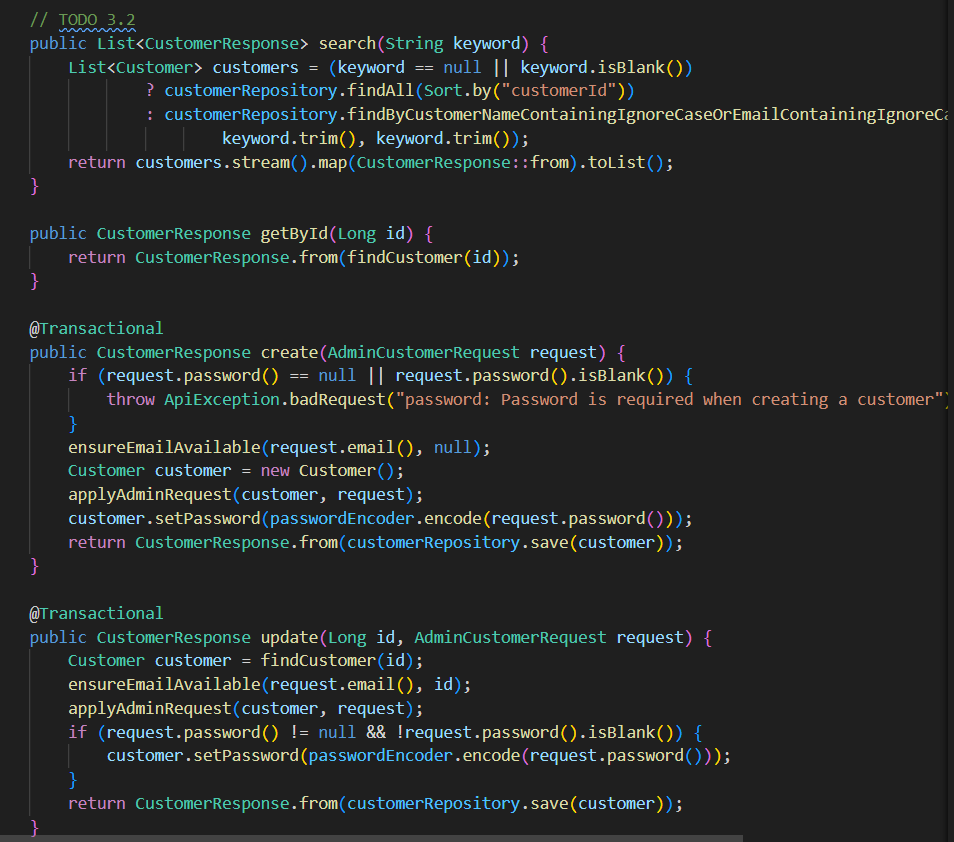 // TODO 3.2
public List<CustomerResponse> search(String keyword) {
    List<Customer> customers = (keyword == null || keyword.isBlank())
            ? customerRepository.findAll(Sort.by("customerId"))
            : customerRepository.findByCustomerNameContainingIgnoreCaseOrEmailContainingIgnoreCa
                    keyword.trim(), keyword.trim());
    return customers.stream().map(CustomerResponse::from).toList();
}

public CustomerResponse getById(Long id) {
    return CustomerResponse.from(findCustomer(id));
}

@Transactional
public CustomerResponse create(AdminCustomerRequest request) {
    if (request.password() == null || request.password().isBlank()) {
        throw ApiException.badRequest("password: Password is required when creating a customer")
    }
    ensureEmailAvailable(request.email(), null);
    Customer customer = new Customer();
    applyAdminRequest(customer, request);
    customer.setPassword(passwordEncoder.encode(request.password()));
    return CustomerResponse.from(customerRepository.save(customer));
}

@Transactional
public CustomerResponse update(Long id, AdminCustomerRequest request) {
    Customer customer = findCustomer(id);
    ensureEmailAvailable(request.email(), id);
    applyAdminRequest(customer, request);
    if (request.password() != null && !request.password().isBlank()) {
        customer.setPassword(passwordEncoder.encode(request.password()));
    }
    return CustomerResponse.from(customerRepository.save(customer));
}